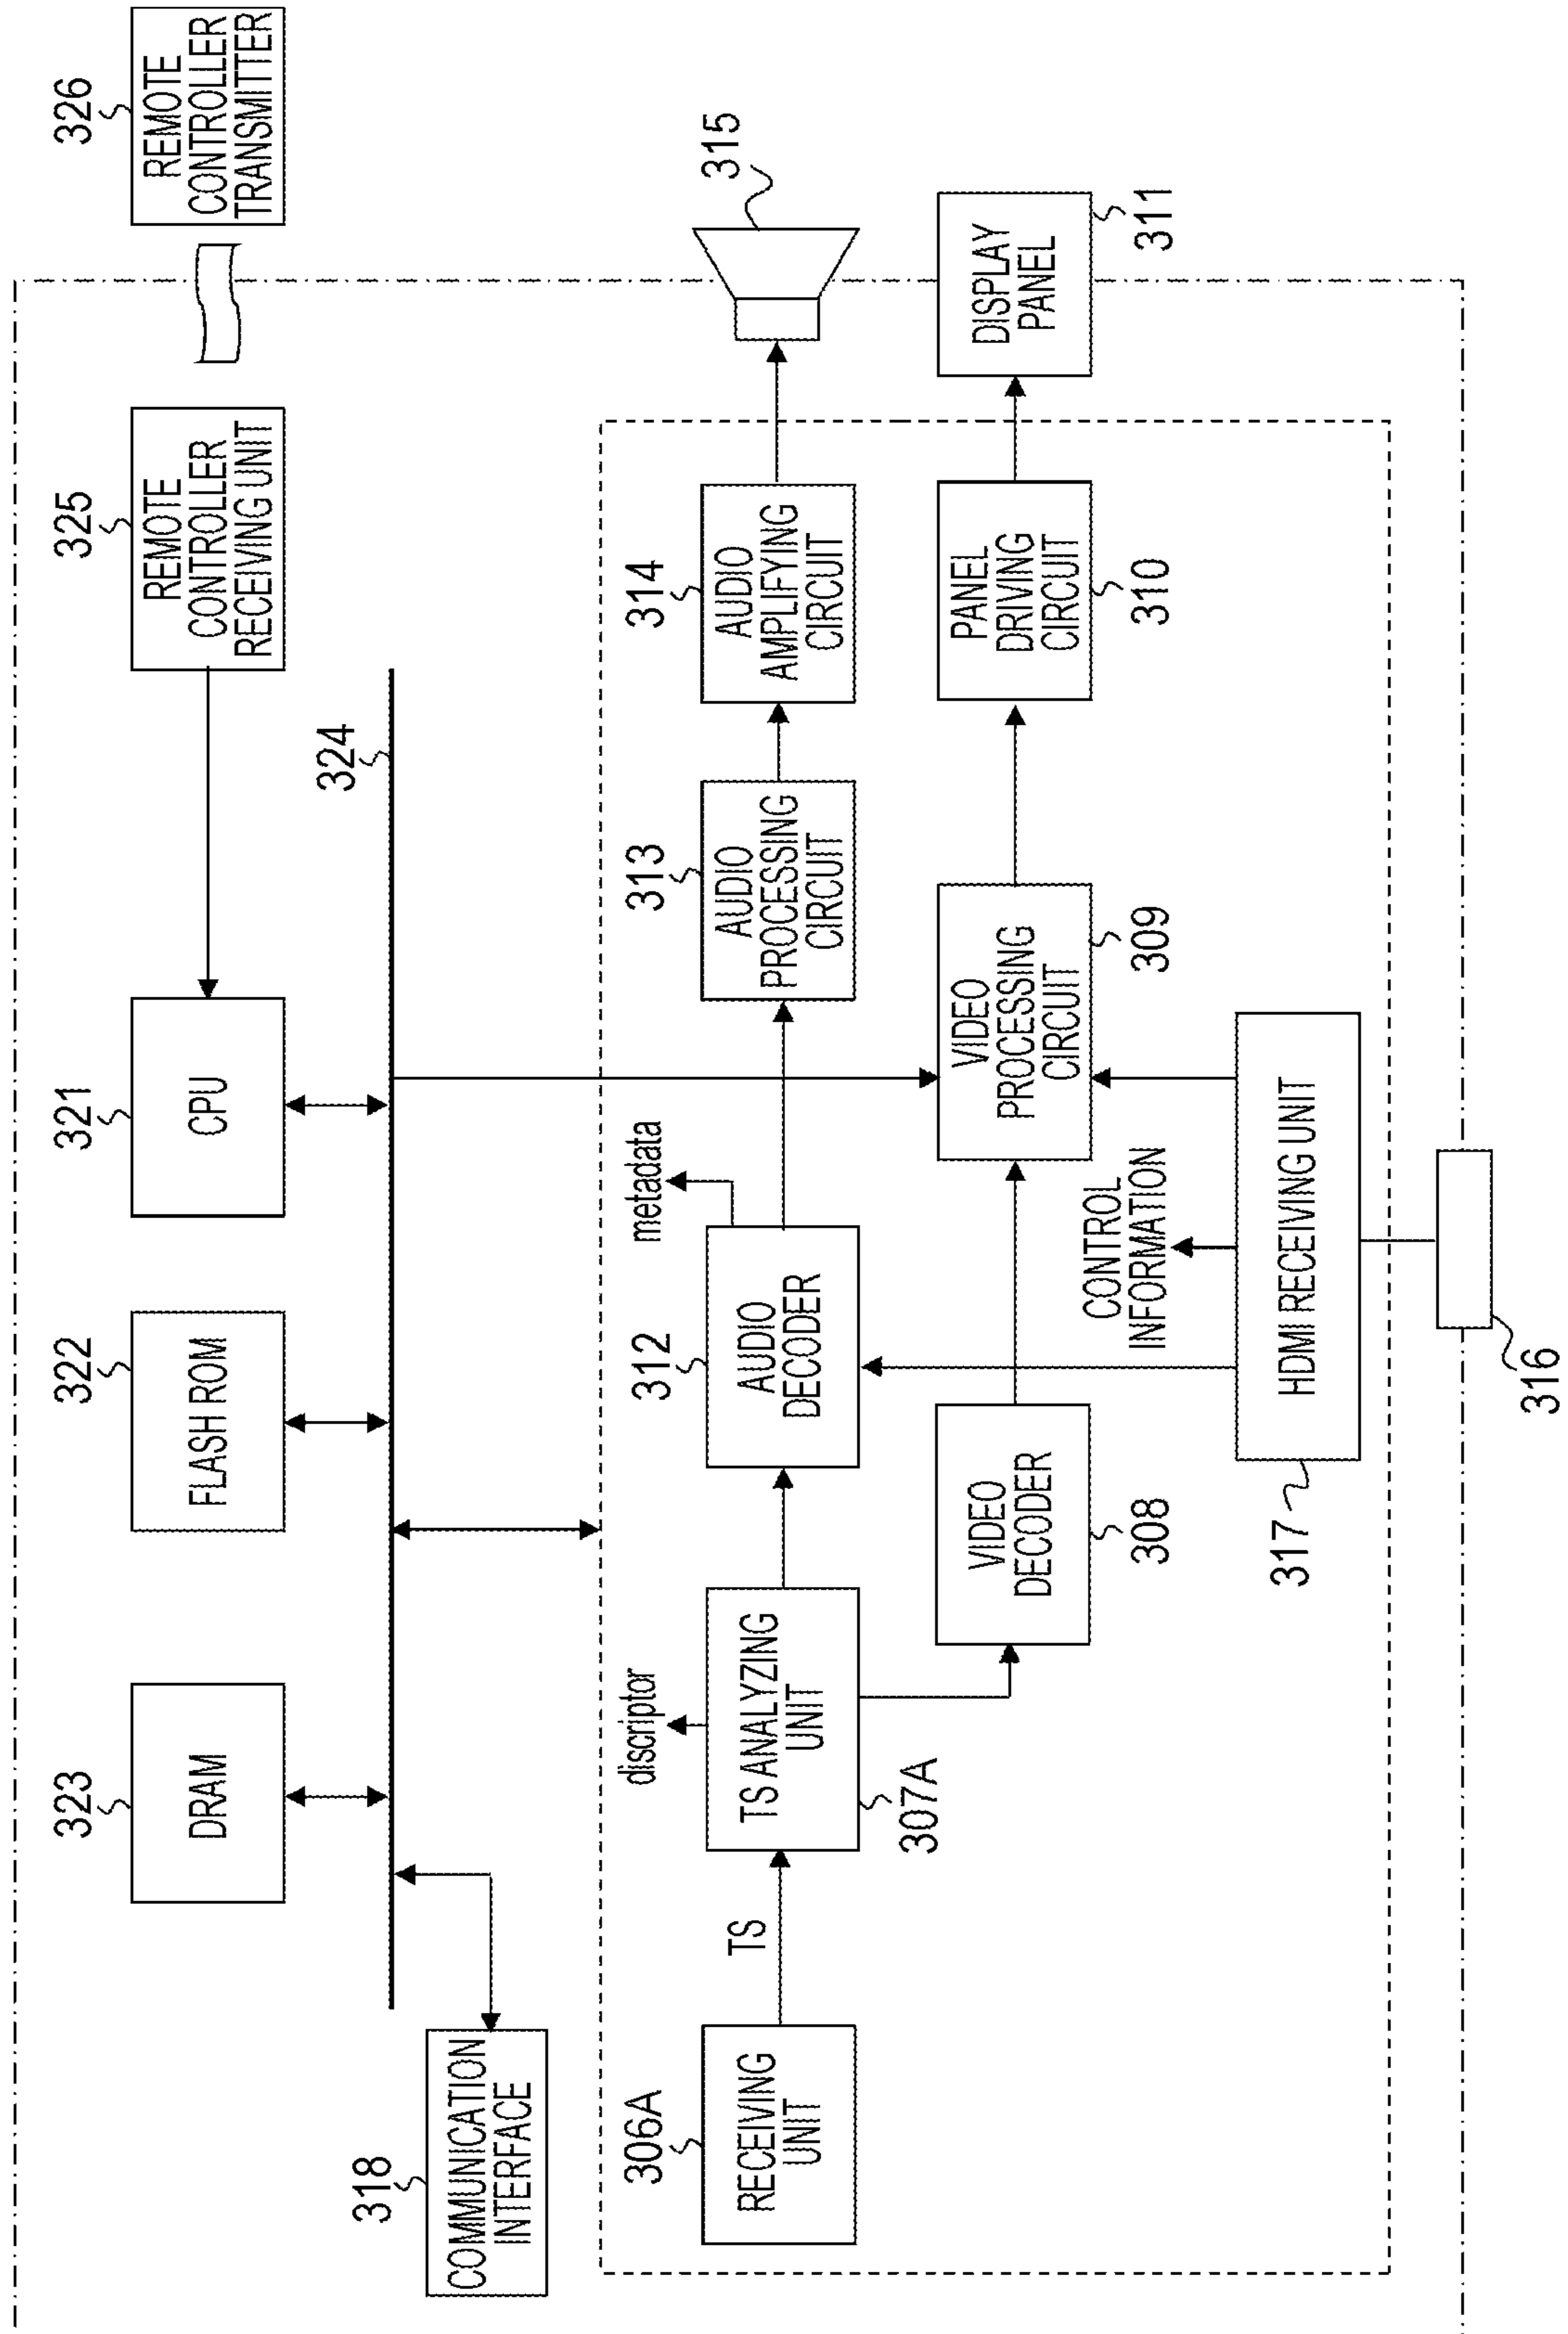 318
COMMUNICATION
INTERFACE
323
DRAM
322
FLASH ROM
321
CPU
325
REMOTE
CONTROLLER
RECEIVING UNIT
326
REMOTE
CONTROLLER
TRANSMITTER
324
306A
RECEIVING
UNIT
TS
discriptor
TS ANALYZING
UNIT
307A
312
AUDIO
DECODER
metadata
313
AUDIO
PROCESSING
CIRCUIT
314
AUDIO
AMPLIFYING
CIRCUIT
315
VIDEO
DECODER
308
VIDEO
PROCESSING
CIRCUIT
309
PANEL
DRIVING
CIRCUIT
310
DISPLAY
PANEL
311
CONTROL
INFORMATION
317
HDMI RECEIVING UNIT
316